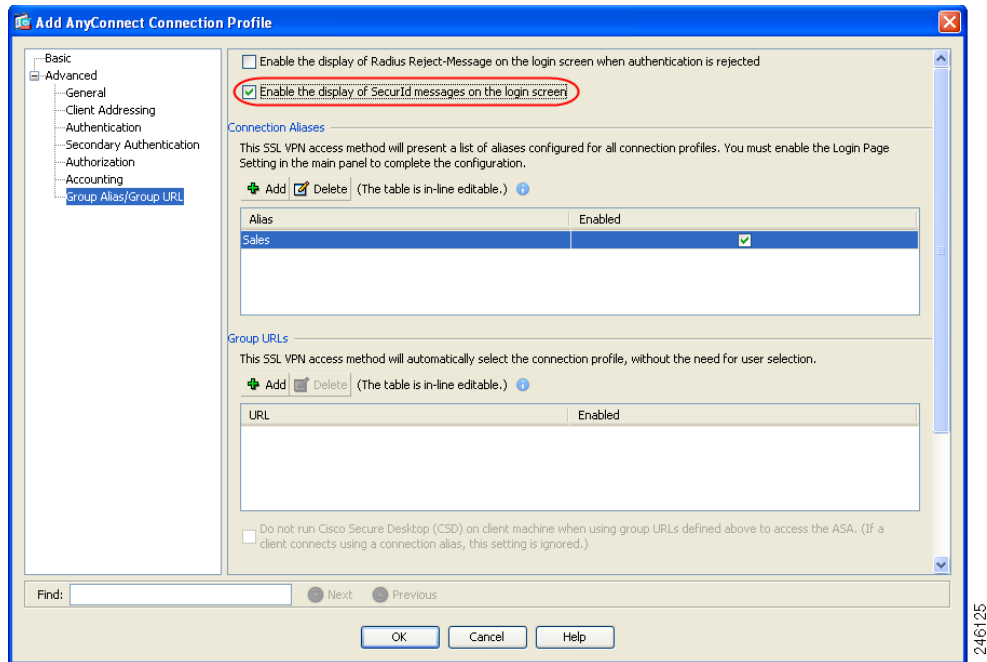 Add AnyConnect Connection Profile
Basic
Advanced
General
Client Addressing
Authentication
Secondary Authentication
Authorization
Accounting
Group Alias/Group URL
Enable the display of Radius Reject-Message on the login screen when authentication is rejected
Enable the display of SecurId messages on the login screen
Connection Aliases
This SSL VPN access method will present a list of aliases configured for all connection profiles. You must enable the Login Page
Setting in the main panel to complete the configuration.
Add Delete (The table is in-line editable.)
Alias Enabled
Sales
Group URLs
This SSL VPN access method will automatically select the connection profile, without the need for user selection.
Add Delete (The table is in-line editable.)
URL Enabled
Do not run Cisco Secure Desktop (CSD) on client machine when using group URLs defined above to access the ASA. (If a
client connects using a connection alias, this setting is ignored.)
Find: Next Previous
OK Cancel Help
246125